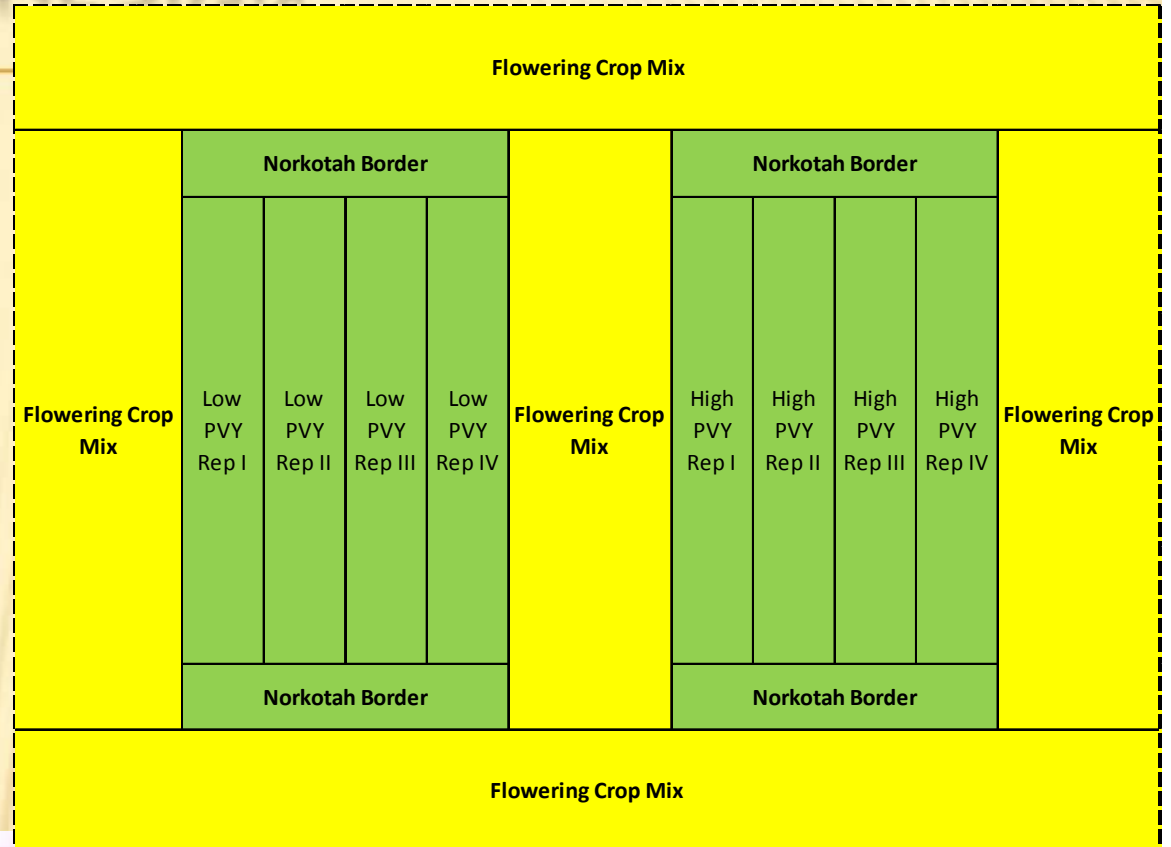 Flowering Crop Mix
Norkotah Border
Norkotah Border
Flowering Crop
Mix
Low
PVY
Rep I
Low
PVY
Rep II
Low
PVY
Rep III
Low
PVY
Rep IV
Flowering Crop
Mix
High
PVY
Rep I
High
PVY
Rep II
High
PVY
Rep III
High
PVY
Rep IV
Flowering Crop
Mix
Norkotah Border
Norkotah Border
Flowering Crop Mix